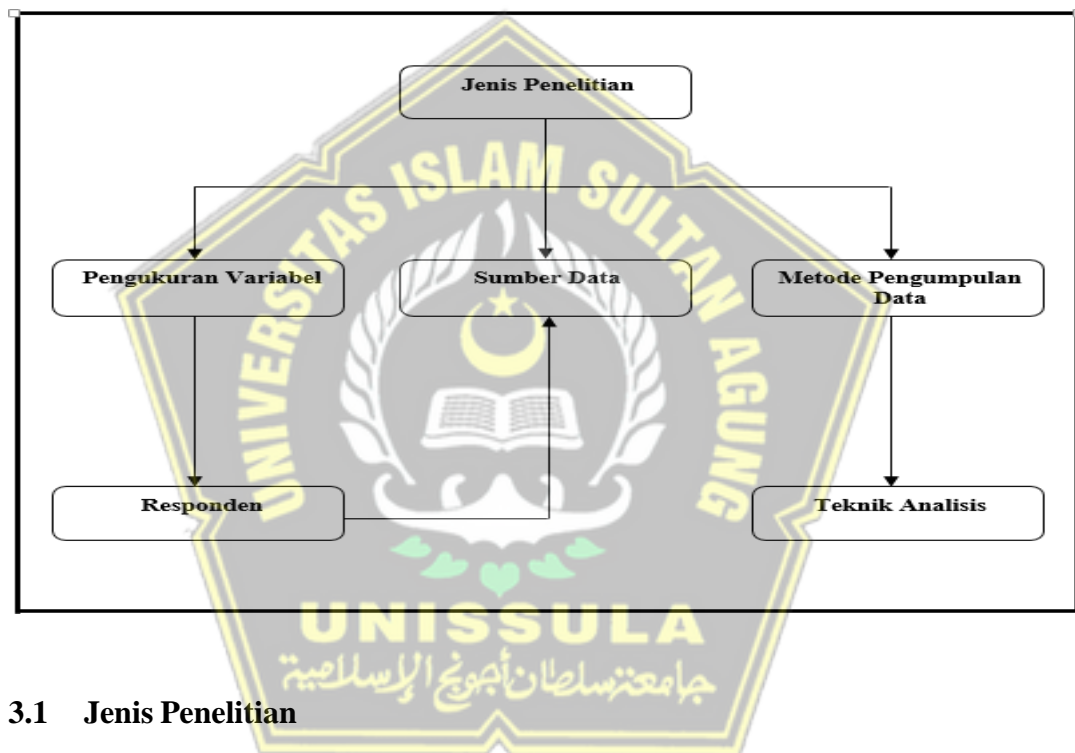 Jenis Penelitian
UNIVERSITAS ISLAM SULTAN AGUNG
Pengukuran Variabel
Sumber Data
Metode Pengumpulan
Data
Responden
Teknik Analisis
UNISSULA
جامعة سلطان أجونج الإسلامية
3.1 Jenis Penelitian